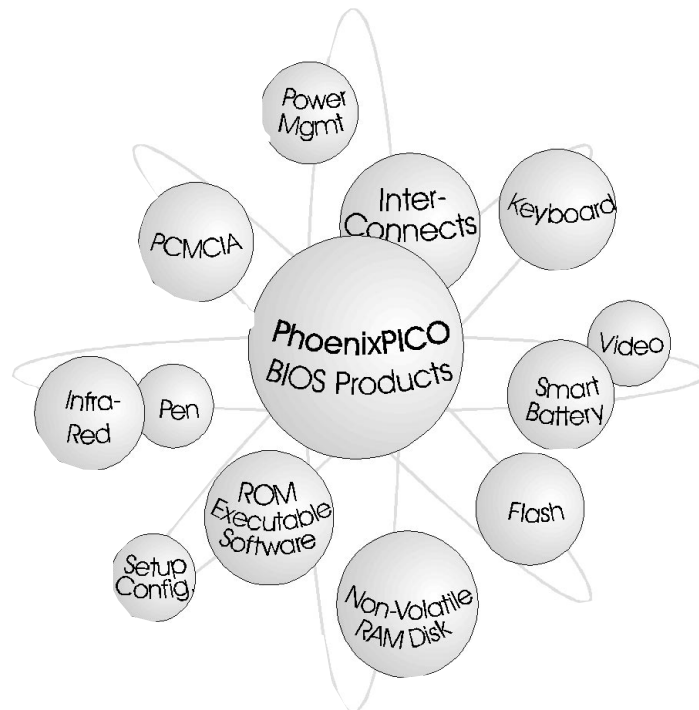 Power
Mgmt
Inter-
Connects
Keyboard
PCMCIA
PhoenixPICO
BIOS Products
Video
Smart
Battery
Infra-
Red
Pen
ROM
Executable
Software
Flash
Setup
Config.
Non-Volatile
RAM Disk